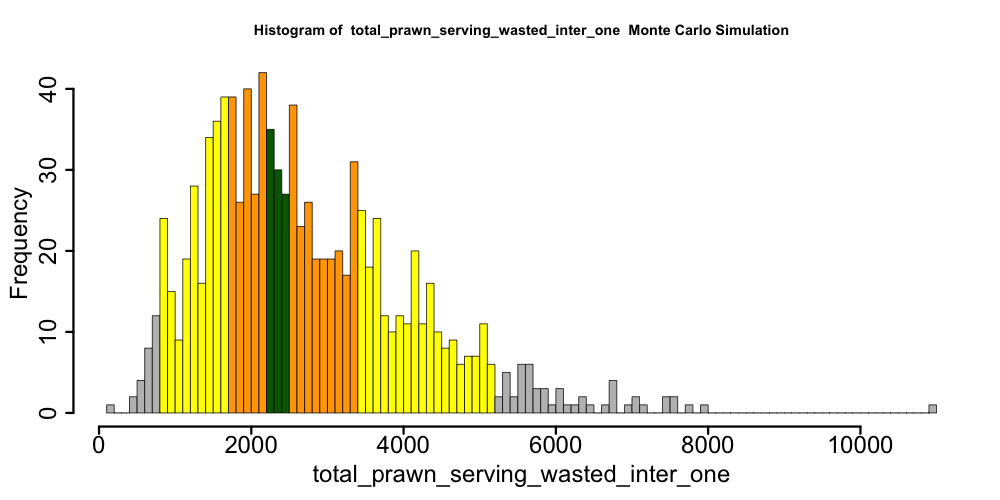 Histogram of  total_prawn_serving_wasted_inter_one  Monte Carlo Simulation
Frequency
40
30
20
10
0
0 2000 4000 6000 8000 10000
total_prawn_serving_wasted_inter_one